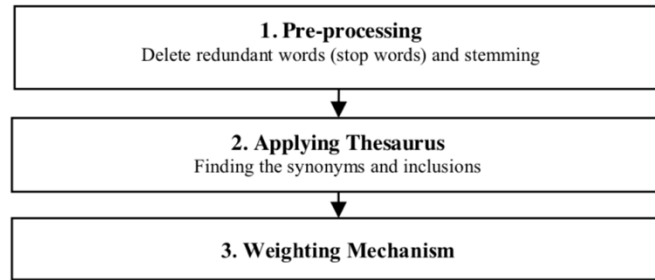 1. Pre-processing
Delete redundant words (stop words) and stemming
2. Applying Thesaurus
Finding the synonyms and inclusions
3. Weighting Mechanism